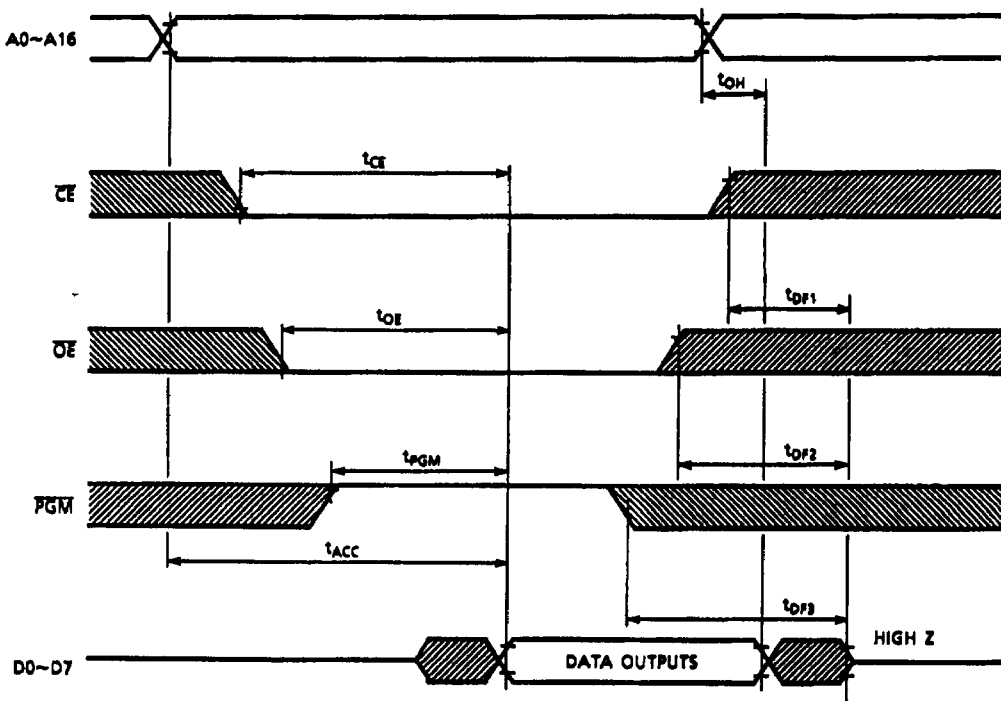 A0~A16
tOH
tCE
CE
tDF1
tOE
OE
tDF2
tPGM
PGM
tACC
tDF3
HIGH Z
D0~D7
DATA OUTPUTS